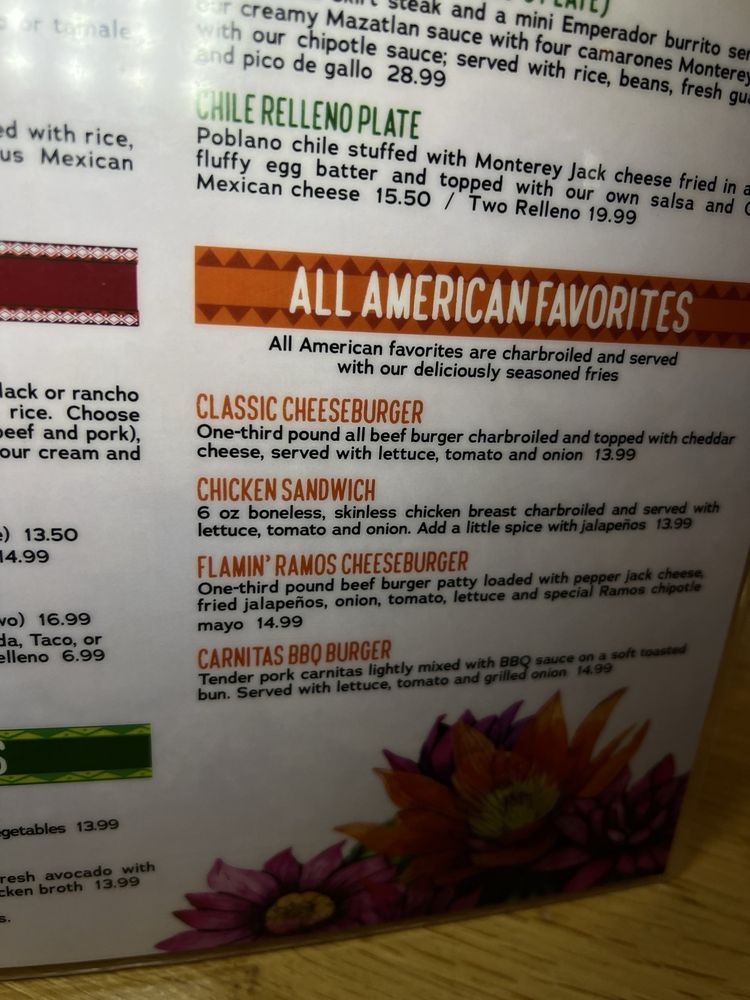 or tamale
ed with rice,
us Mexican
lack or rancho
rice. Choose
beef and pork),
our cream and
e) 13.50
14.99
wo) 16.99
da, Taco, or
elleno 6.99
S
egetables 13.99
resh avocado with
cken broth 13.99
s.
PLATE)
steak and a mini Emperador burrito ser
our creamy Mazatlan sauce with four camarones Monterey
with our chipotle sauce; served with rice, beans, fresh gu
and pico de gallo 28.99
CHILE RELLENO PLATE
Poblano chile stuffed with Monterey Jack cheese fried in a
fluffy egg batter and topped with our own salsa and C
Mexican cheese 15.50 / Two Relleno 19.99
ALL AMERICAN FAVORITES
All American favorites are charbroiled and served
with our deliciously seasoned fries
CLASSIC CHEESEBURGER
One-third pound all beef burger charbroiled and topped with cheddar
cheese, served with lettuce, tomato and onion 13.99
CHICKEN SANDWICH
6 oz boneless, skinless chicken breast charbroiled and served with
lettuce, tomato and onion. Add a little spice with jalapeños 13.99
FLAMIN' RAMOS CHEESEBURGER
One-third pound beef burger patty loaded with pepper jack cheese,
fried jalapeños, onion, tomato, lettuce and special Ramos chipotle
mayo 14.99
CARNITAS BBQ BURGER
Tender pork carnitas lightly mixed with BBQ sauce on a soft toasted
bun. Served with lettuce, tomato and grilled onion 14.99